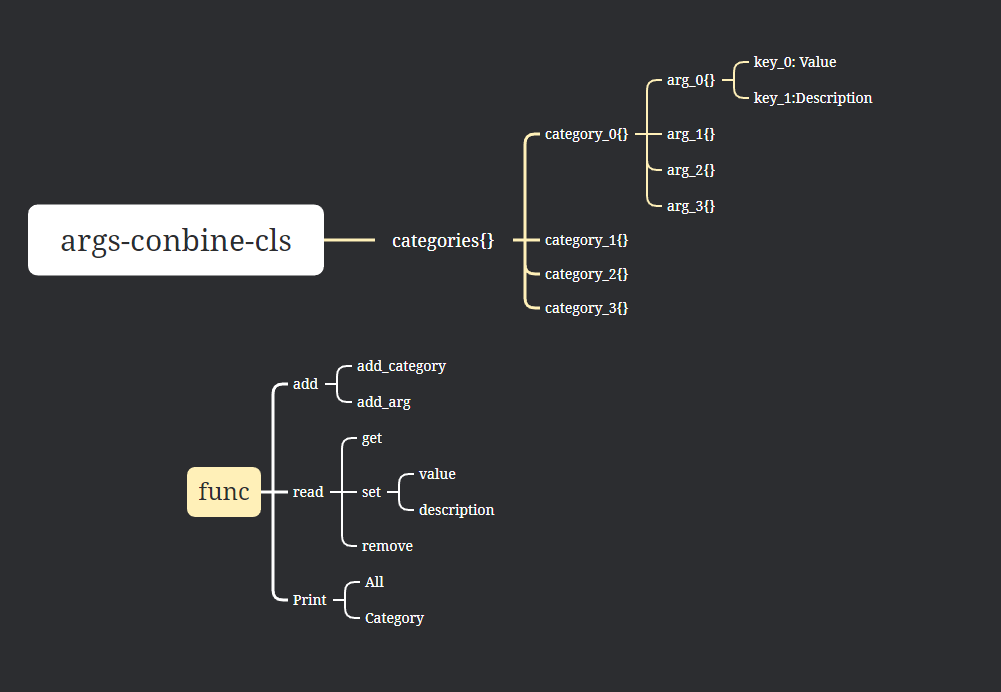 key_0: Value
arg_0{}
key_1:Description
category_0{}
arg_1{}
arg_2{}
arg_3{}
args-conbine-cls
categories{}
category_1{}
category_2{}
category_3{}
add_category
add
add_arg
get
value
func
read
set
description
remove
All
Print
Category